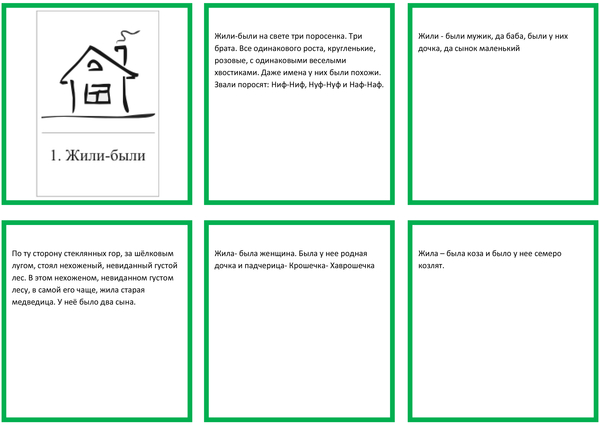 1. Жили-были
Жили-были на свете три поросенка. Три
брата. Все одинакового роста, кругленькие,
розовые, с одинаковыми веселыми
хвостиками. Даже имена у них были похожи.
Звали поросят: Ниф-Ниф, Нуф-Нуф и Наф-Наф.
Жили - были мужик, да баба, были у них
дочка, да сынок маленький
По ту сторону стеклянных гор, за шёлковым
лугом, стоял нехоженый, невиданный густой
лес. В этом нехоженом, невиданном густом
лесу, в самой его чаще, жила старая
медведица. У неё было два сына.
Жила- была женщина. Была у нее родная
дочка и падчерица- Крошечка- Хаврошечка
Жила – была коза и было у нее семеро
козлят.